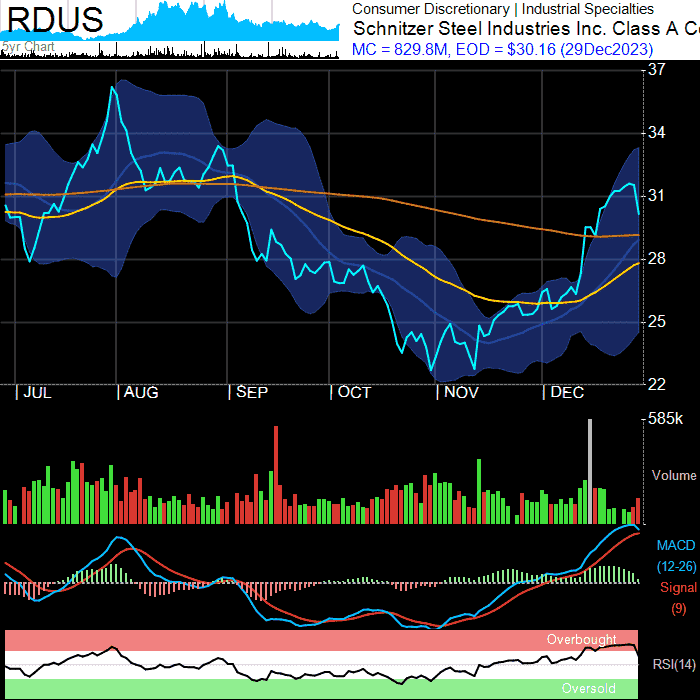 RDUS
Consumer Discretionary | Industrial Specialties
Schnitzer Steel Industries Inc. Class A
5yr Chart
MC = 829.8M, EOD = $30.16 (29Dec2023)
37
34
31
28
25
22
JUL AUG SEP OCT NOV DEC
585k
Volume
MACD
(12-26)
Signal
(9)
Overbought
RSI(14)
Oversold